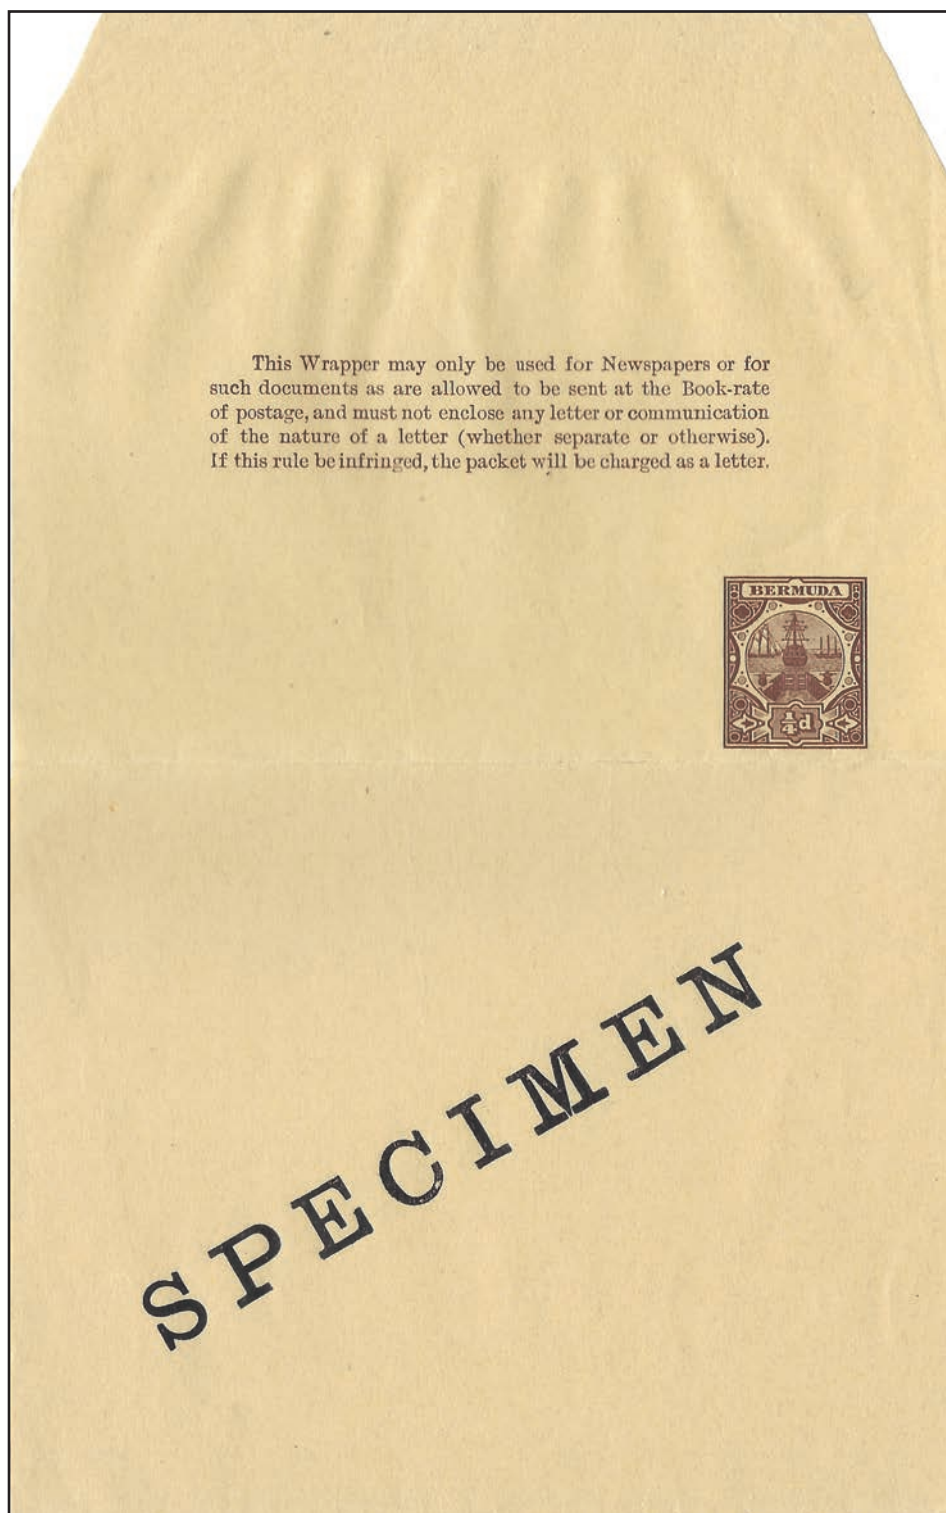 This Wrapper may only be used for Newspapers or for
such documents as are allowed to be sent at the Book-rate
of postage, and must not enclose any letter or communication
of the nature of a letter (whether separate or otherwise).
If this rule be infringed, the packet will be charged as a letter.
BERMUDA
¼d
SPECIMEN